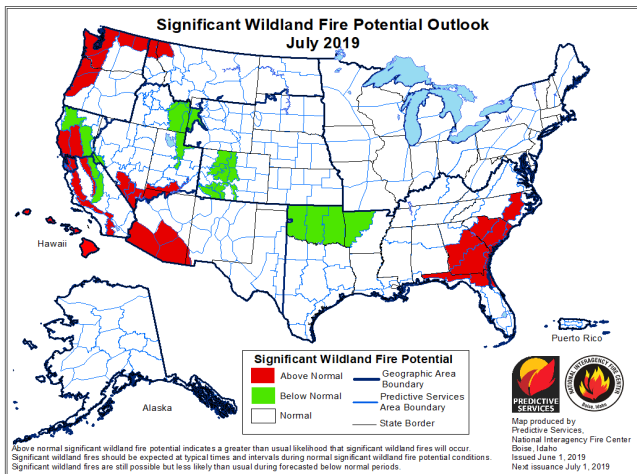 Significant Wildland Fire Potential Outlook
July 2019
Hawaii
Alaska
Puerto Rico
Significant Wildland Fire Potential
Above Normal
Below Normal
Normal
Geographic Area
Boundary
Predictive Services
Area Boundary
State Border
PREDICTIVE
SERVICES
NATIONAL INTERAGENCY FIRE CENTER
Boise, Idaho
Map produced by
Predictive Services,
National Interagency Fire Center
Boise, Idaho
Issued June 1, 2019
Next issuance July 1, 2019
Above normal significant wildland fire potential indicates a greater than usual likelihood that significant wildland fires will occur.
Significant wildland fires should be expected at typical times and intervals during normal significant wildland fire potential conditions.
Significant wildland fires are still possible but less likely than usual during forecasted below normal periods.